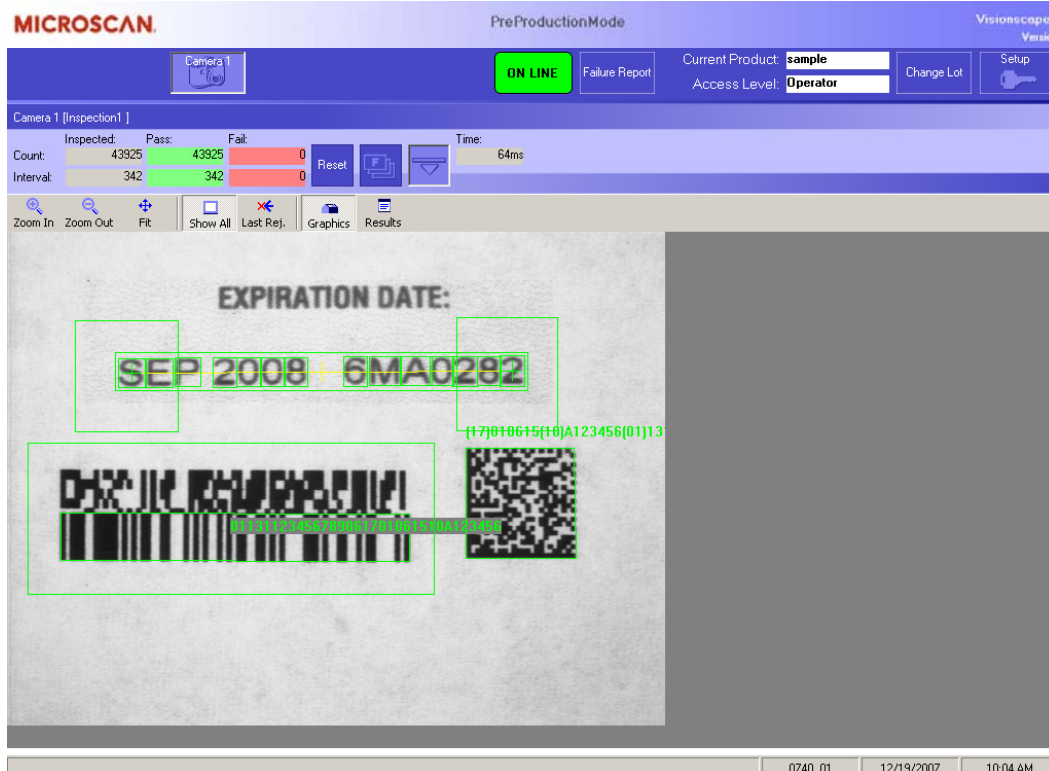 MICROSCAN.
PreProductionMode
Visionscape
Camera 1
ON LINE
Failure Report
Current Product: sample
Access Level: Operator
Change Lot
Setup
Camera 1 [Inspection1 ]
Inspected: Pass: Fail: Time:
Count: 43925 43925 0 64ms
Interval: 342 342 0
Reset
F
Zoom In Zoom Out Fit Show All Last Rej. Graphics Results
EXPIRATION DATE:
SEP 2008 6MA0282
(17)010615(10)A123456(01)13
01131123456789061701061510A123456
0740_01 12/19/2007 10:04 AM